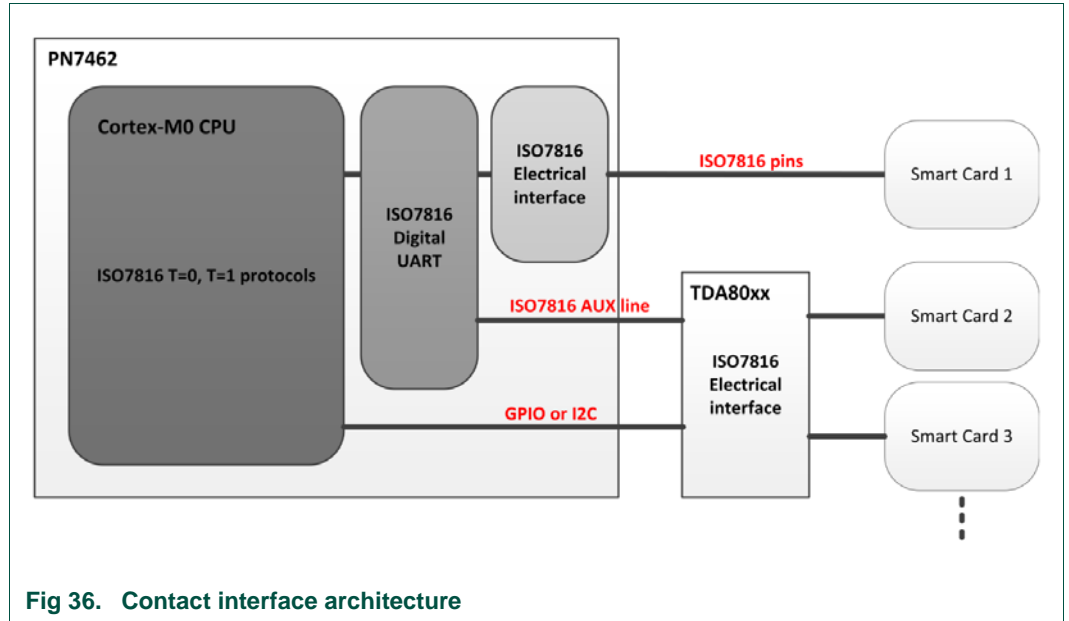 PN7462
Cortex-M0 CPU
ISO7816 T=0, T=1 protocols
ISO7816
Digital
UART
ISO7816
Electrical
interface
ISO7816 pins
Smart Card 1
ISO7816 AUX line
TDA80xx
ISO7816
Electrical
interface
Smart Card 2
GPIO or I2C
Smart Card 3
Fig 36. Contact interface architecture